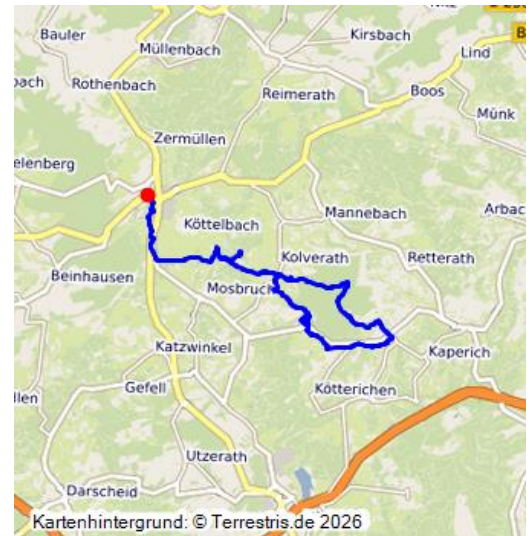 Bauler
Kirsbach
Müllenbach
Lind
Rothenbach
Reimerath
Boos
Münk
Zermüllen
elenberg
Mannebach
Arbac
Köttelbach
Kolverath
Retterath
Beinhausen
Mosbruch
Katzwinkel
Kaperich
Gefell
Kötterichen
llen
Utzerath
Darscheid
Kartenhintergrund: © Terrestris.de 2026